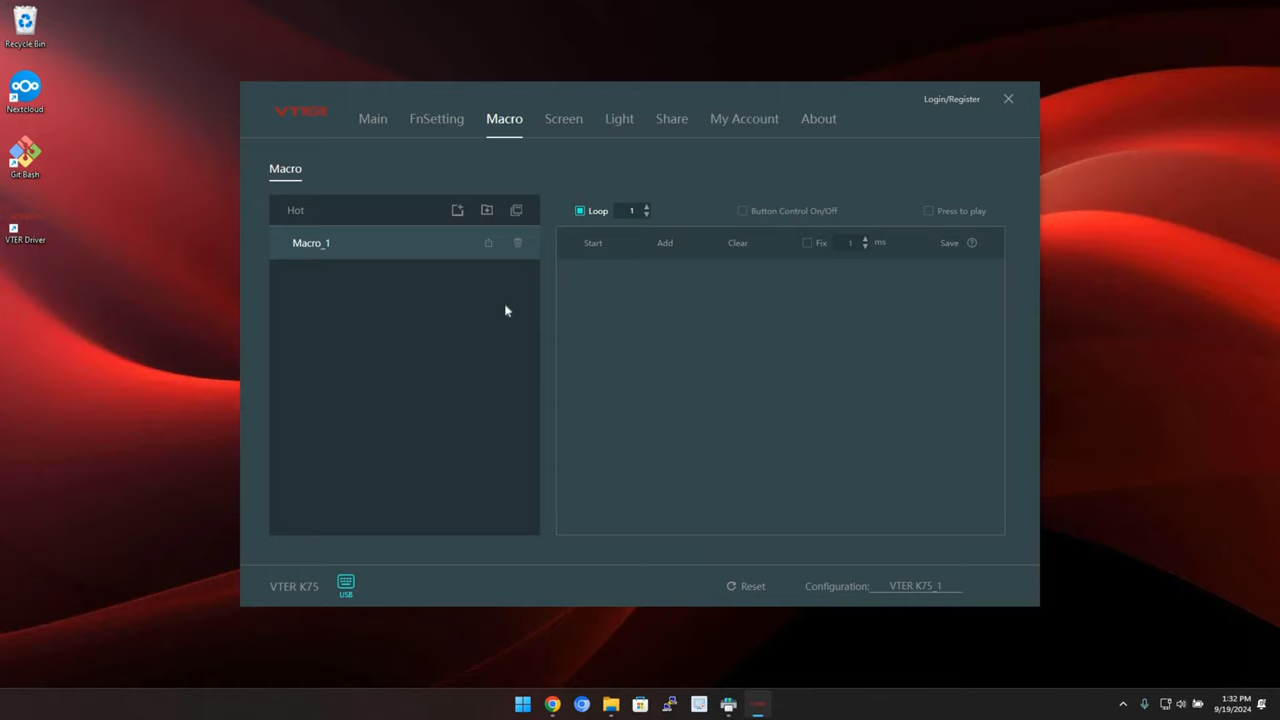 Recycle Bin
Nextcloud
Git Bash
VTER Driver
VTER
Login/Register
Main FnSetting Macro Screen Light Share My Account About
Macro
Hot
Macro_1
Loop 1 Button Control On/Off Press to play
Start Add Clear Fix 1 ms Save
VTER K75 USB
Reset Configuration: VTER K75_1
1:32 PM
9/19/2024